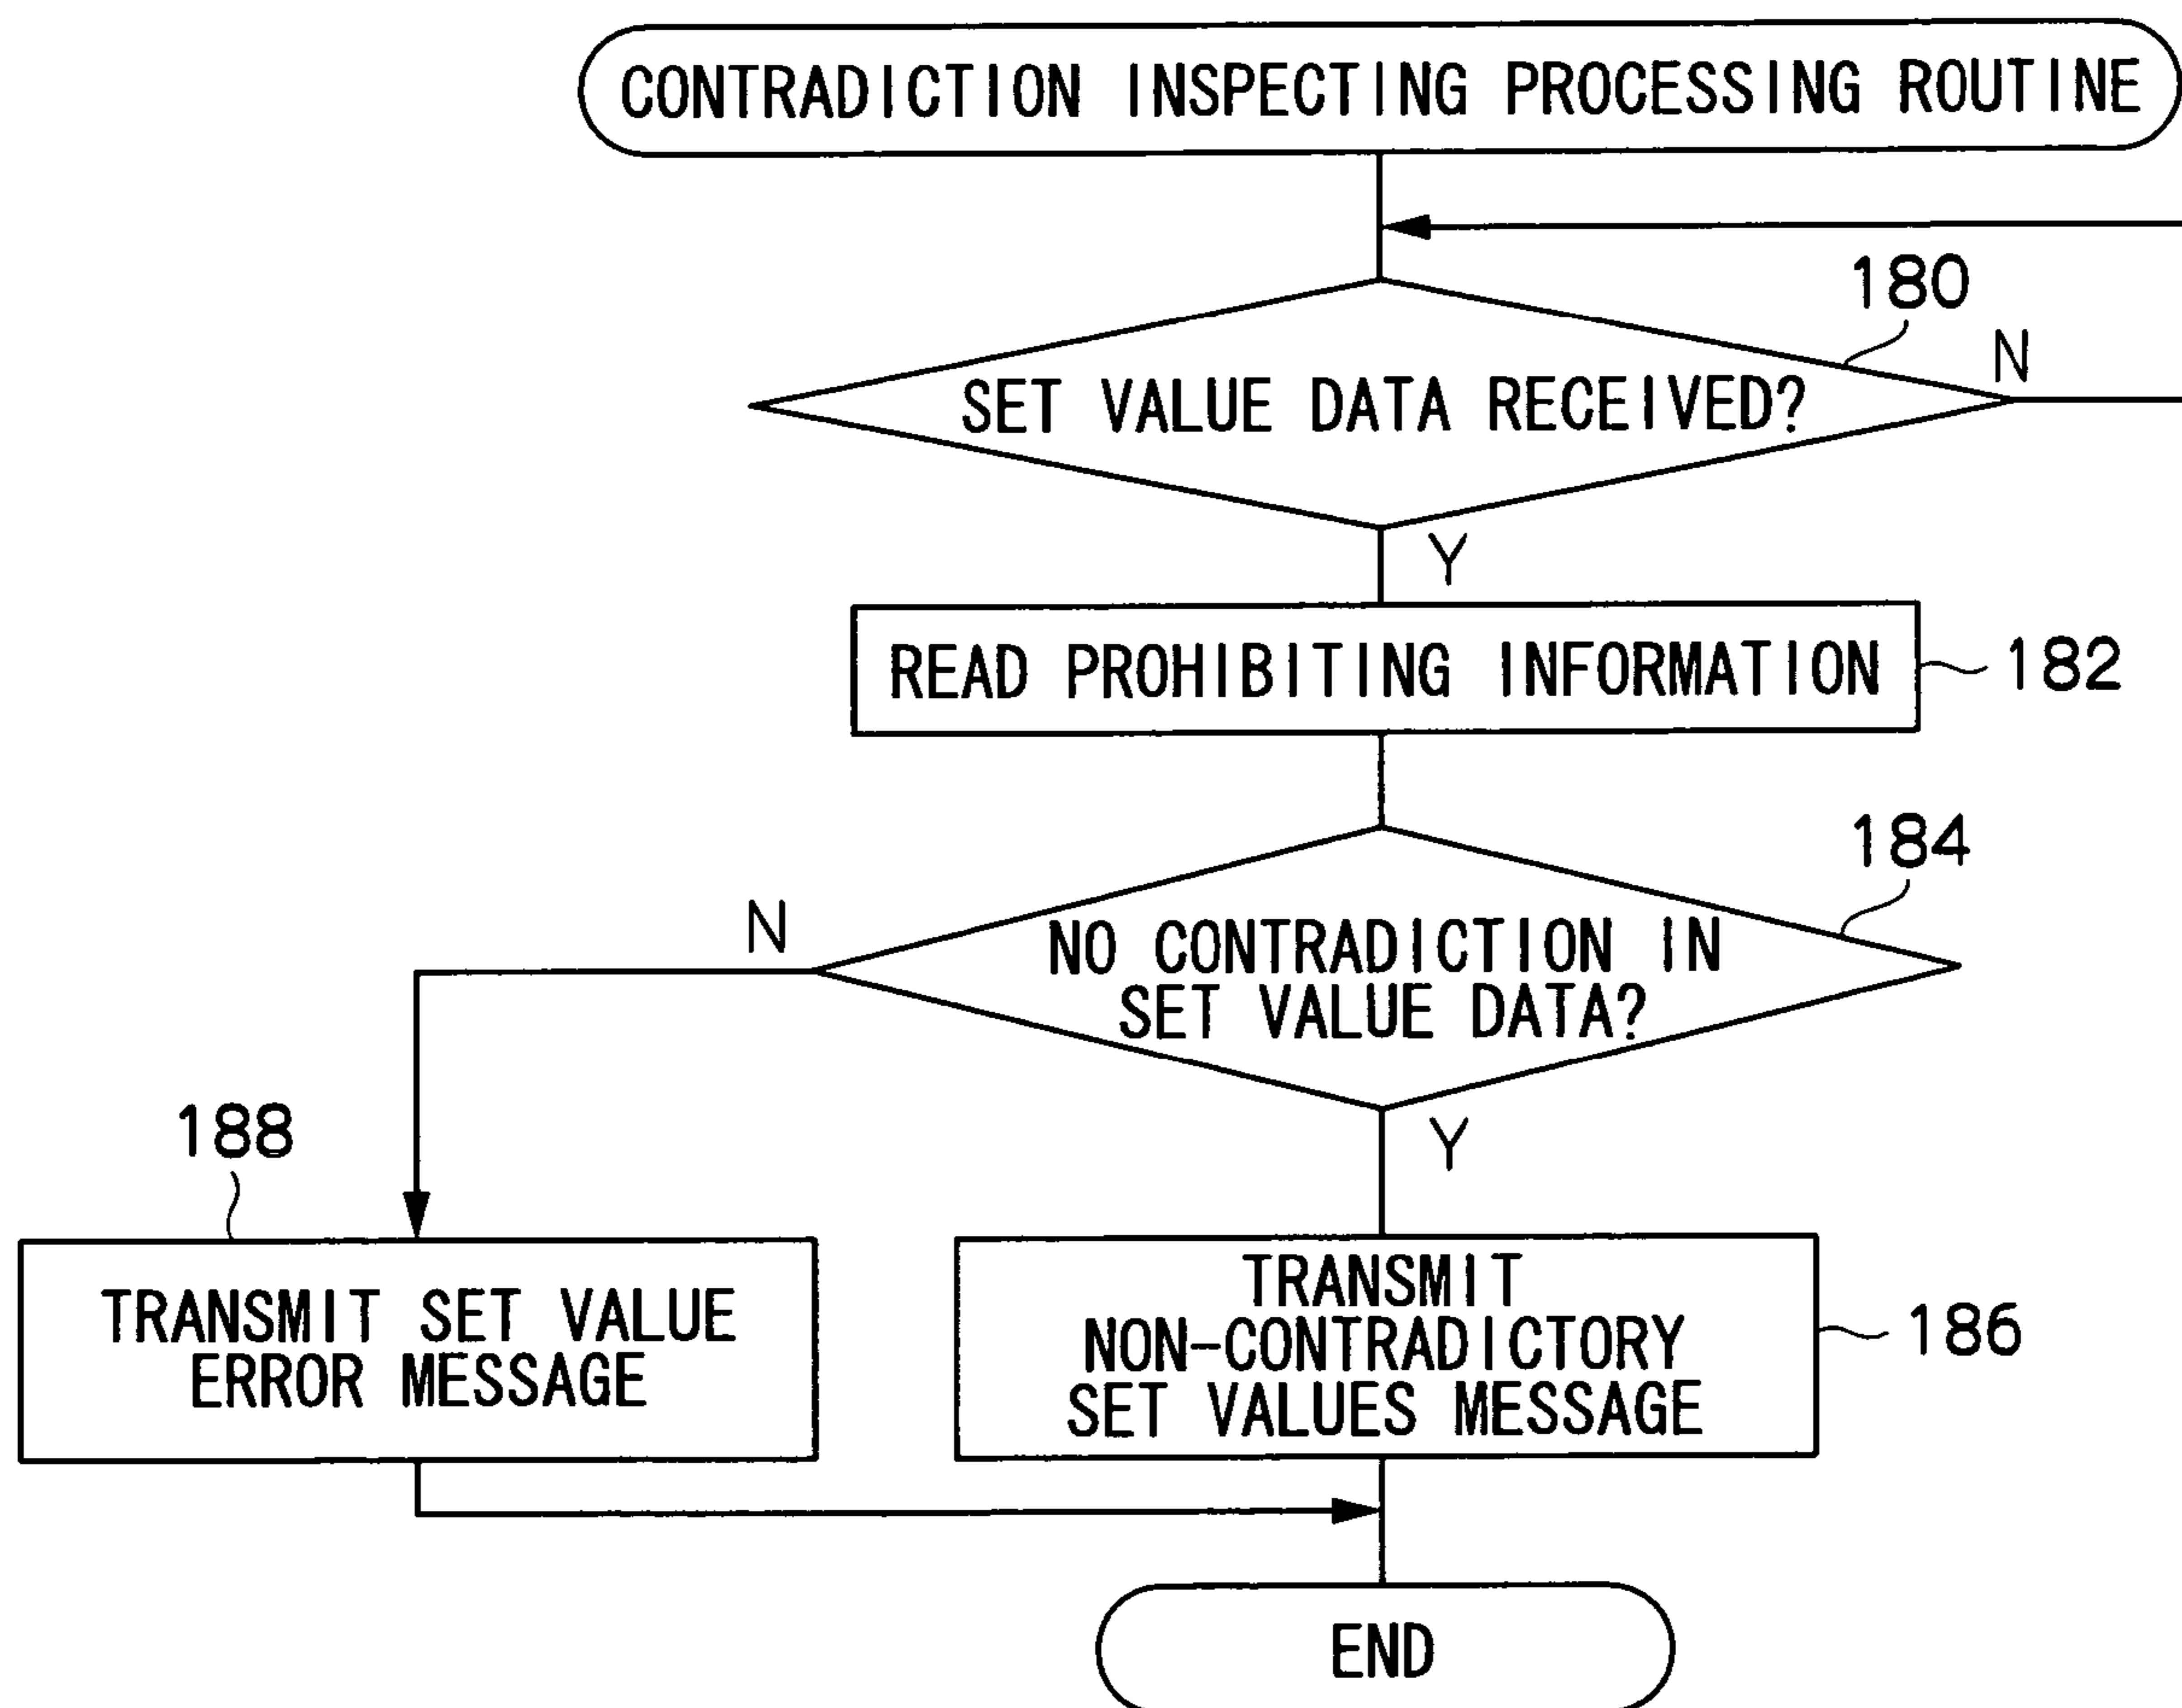 CONTRADICTION INSPECTING PROCESSING ROUTINE
180
N
SET VALUE DATA RECEIVED?
Y
READ PROHIBITING INFORMATION
182
184
N
NO CONTRADICTION IN
SET VALUE DATA?
Y
188
TRANSMIT SET VALUE
ERROR MESSAGE
TRANSMIT
NON-CONTRADICTORY
SET VALUES MESSAGE
186
END